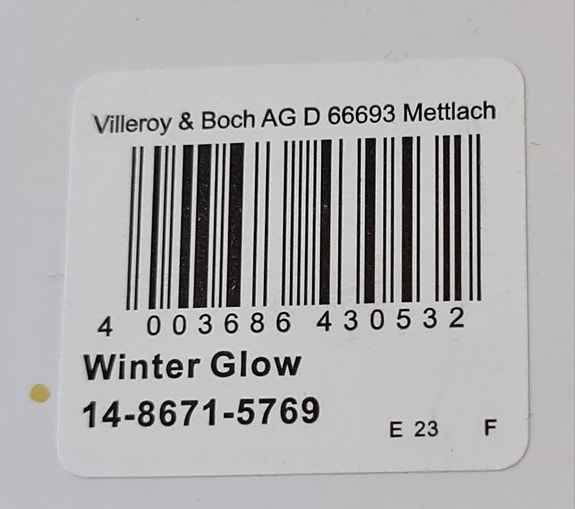 Villeroy & Boch AG D 66693 Mettlach
4 003686 430532
Winter Glow
14-8671-5769
E 23 F